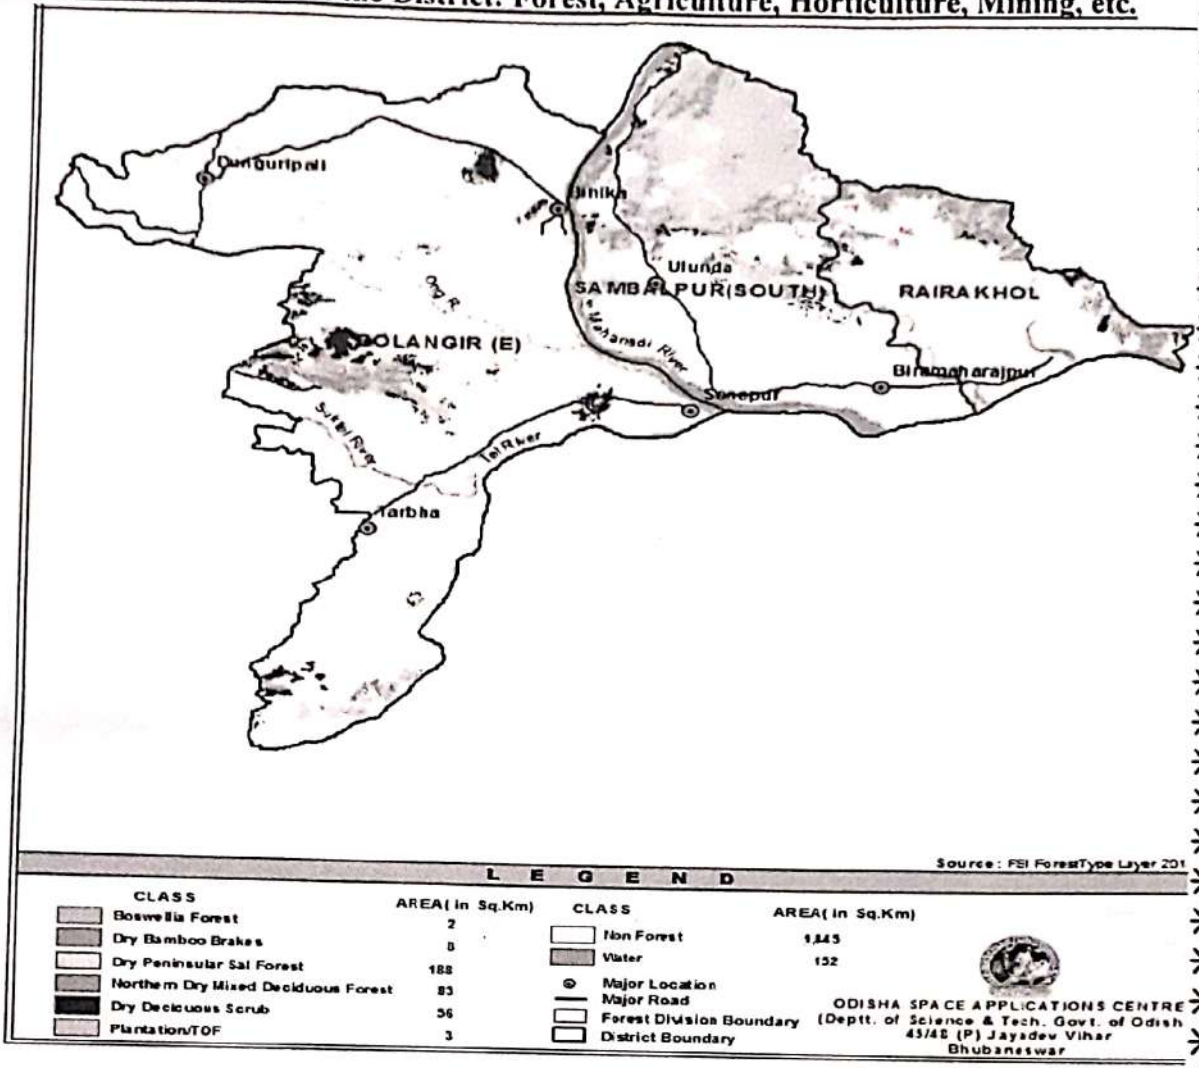 District: Forest, Agriculture, Horticulture, Mining, etc.
Dunguripali
Binika
Ulunda
SAMBALPUR(SOUTH)
RAIRAKHOL
Ong R.
BOLANGIR (E)
Mahanadi River
Biramaharajpur
Sonepur
Suktel River
Tel River
Tarbha
Source : FSI ForestType Layer 201
LEGEND
CLASS AREA( in Sq.Km)
Boswellia Forest 2
Dry Bamboo Brakes 8
Dry Peninsular Sal Forest 188
Northern Dry Mixed Deciduous Forest 83
Dry Deciduous Scrub 56
Plantation/TOF 3
CLASS AREA( in Sq.Km)
Non Forest 1,845
Water 152
Major Location
Major Road
Forest Division Boundary
District Boundary
ODISHA SPACE APPLICATIONS CENTRE
(Deptt. of Science & Tech. Govt. of Odish
45/48 (P) Jayadev Vihar
Bhubaneswar